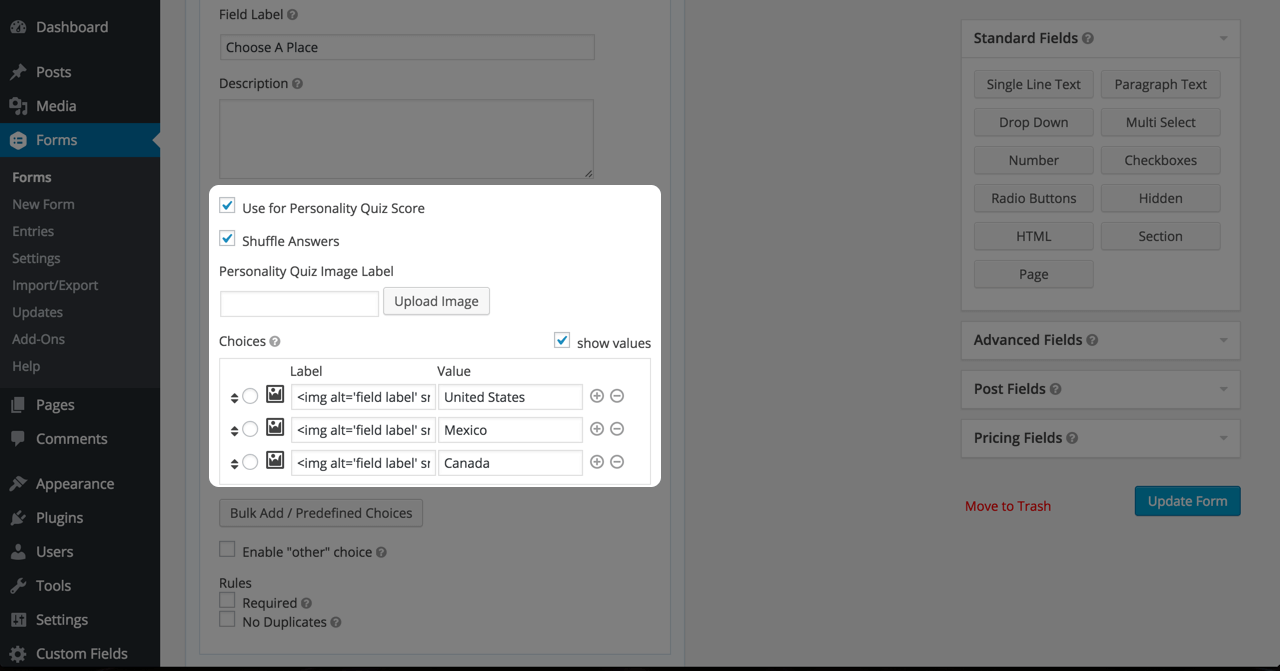 Dashboard
Posts
Media
Forms
Forms
New Form
Entries
Settings
Import/Export
Updates
Add-Ons
Help
Pages
Comments
Appearance
Plugins
Users
Tools
Settings
Custom Fields
Field Label ?
Choose A Place
Description ?
Use for Personality Quiz Score
Shuffle Answers
Personality Quiz Image Label
Upload Image
Choices ? show values
Label Value
<img alt='field label' sr United States
<img alt='field label' sr Mexico
<img alt='field label' sr Canada
Bulk Add / Predefined Choices
Enable "other" choice ?
Rules
Required ?
No Duplicates ?
Standard Fields ?
Single Line Text Paragraph Text
Drop Down Multi Select
Number Checkboxes
Radio Buttons Hidden
HTML Section
Page
Advanced Fields ?
Post Fields ?
Pricing Fields ?
Move to Trash Update Form